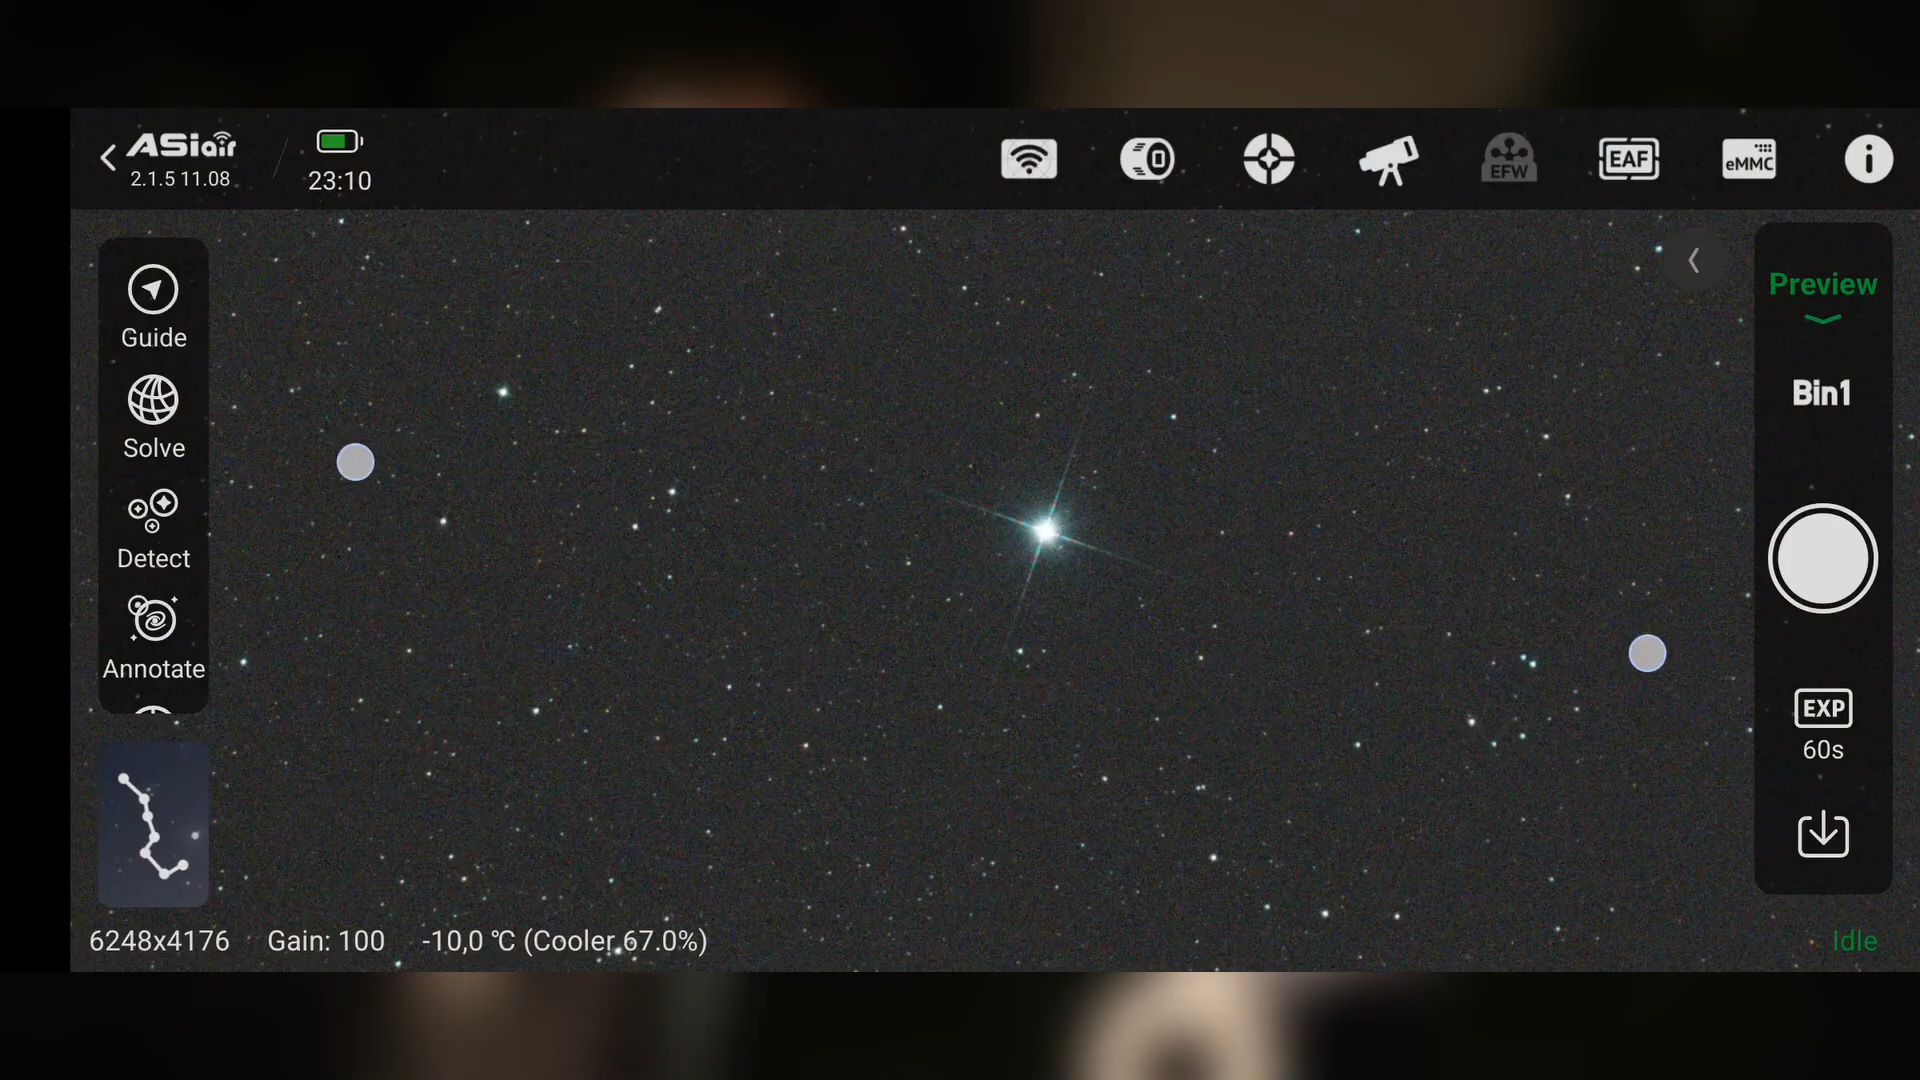 ASIair
2.1.5 11.08
23:10
EFW
EAF
eMMC
Guide
Solve
Detect
Annotate
Preview
Bin1
EXP
60s
6248x4176 Gain: 100 -10,0 ℃ (Cooler 67.0%)
Idle